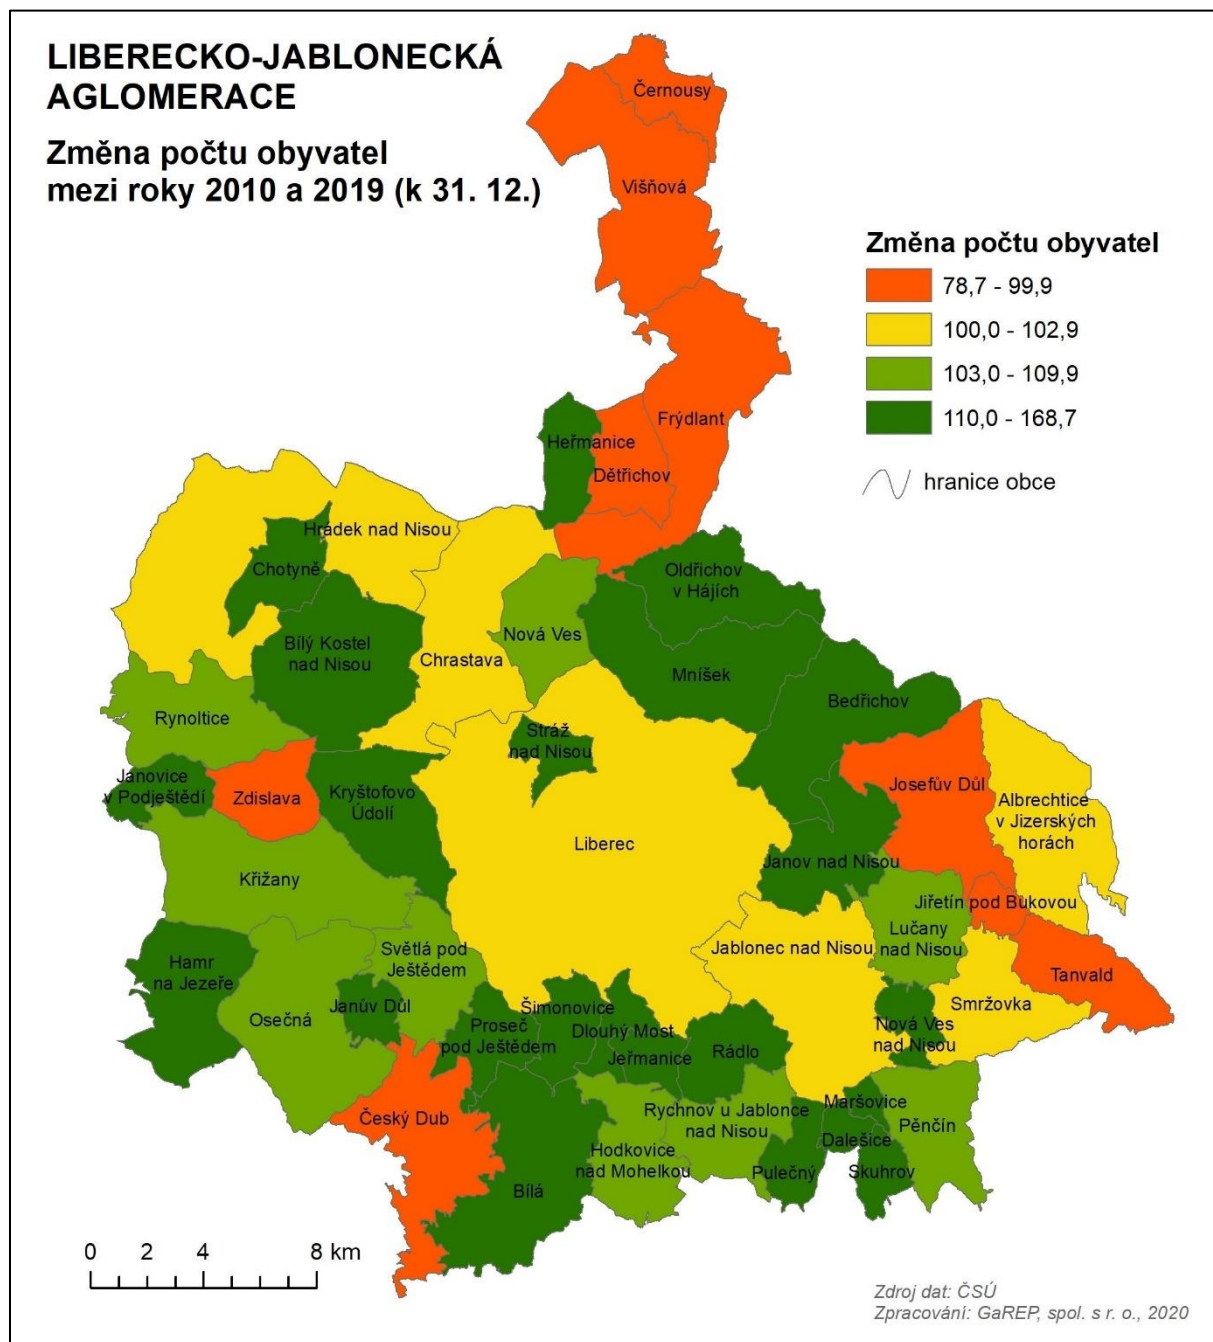 LIBERECKO-JABLONECKÁ
AGLOMERACE
Změna počtu obyvatel
mezi roky 2010 a 2019 (k 31. 12.)
Černousy
Višňová
Změna počtu obyvatel
78,7 - 99,9
100,0 - 102,9
103,0 - 109,9
110,0 - 168,7
hranice obce
Frýdlant
Heřmanice
Dětřichov
Hrádek nad Nisou
Chotyně
Oldřichov
v Hájích
Nová Ves
Bílý Kostel
nad Nisou
Chrastava
Mníšek
Bedřichov
Rynoltice
Stráž
nad Nisou
Janovice
v Podještědí
Zdislava
Kryštofovo
Údolí
Josefův Důl
Albrechtice
v Jizerských
horách
Liberec
Janov nad Nisou
Křižany
Jiřetín pod Bukovou
Lučany
nad Nisou
Světlá pod
Ještědem
Jablonec nad Nisou
Hamr
na Jezeře
Tanvald
Osečná
Janův Důl
Šimonovice
Smržovka
Proseč
pod Ještědem
Dlouhý Most
Jeřmanice
Rádlo
Nová Ves
nad Nisou
Český Dub
Rychnov u Jablonce
nad Nisou
Maršovice
Pěnčín
Dalešice
Hodkovice
nad Mohelkou
Pulečný
Skuhrov
Bílá
0 2 4 8 km
Zdroj dat: ČSÚ
Zpracování: GaREP, spol. s r. o., 2020